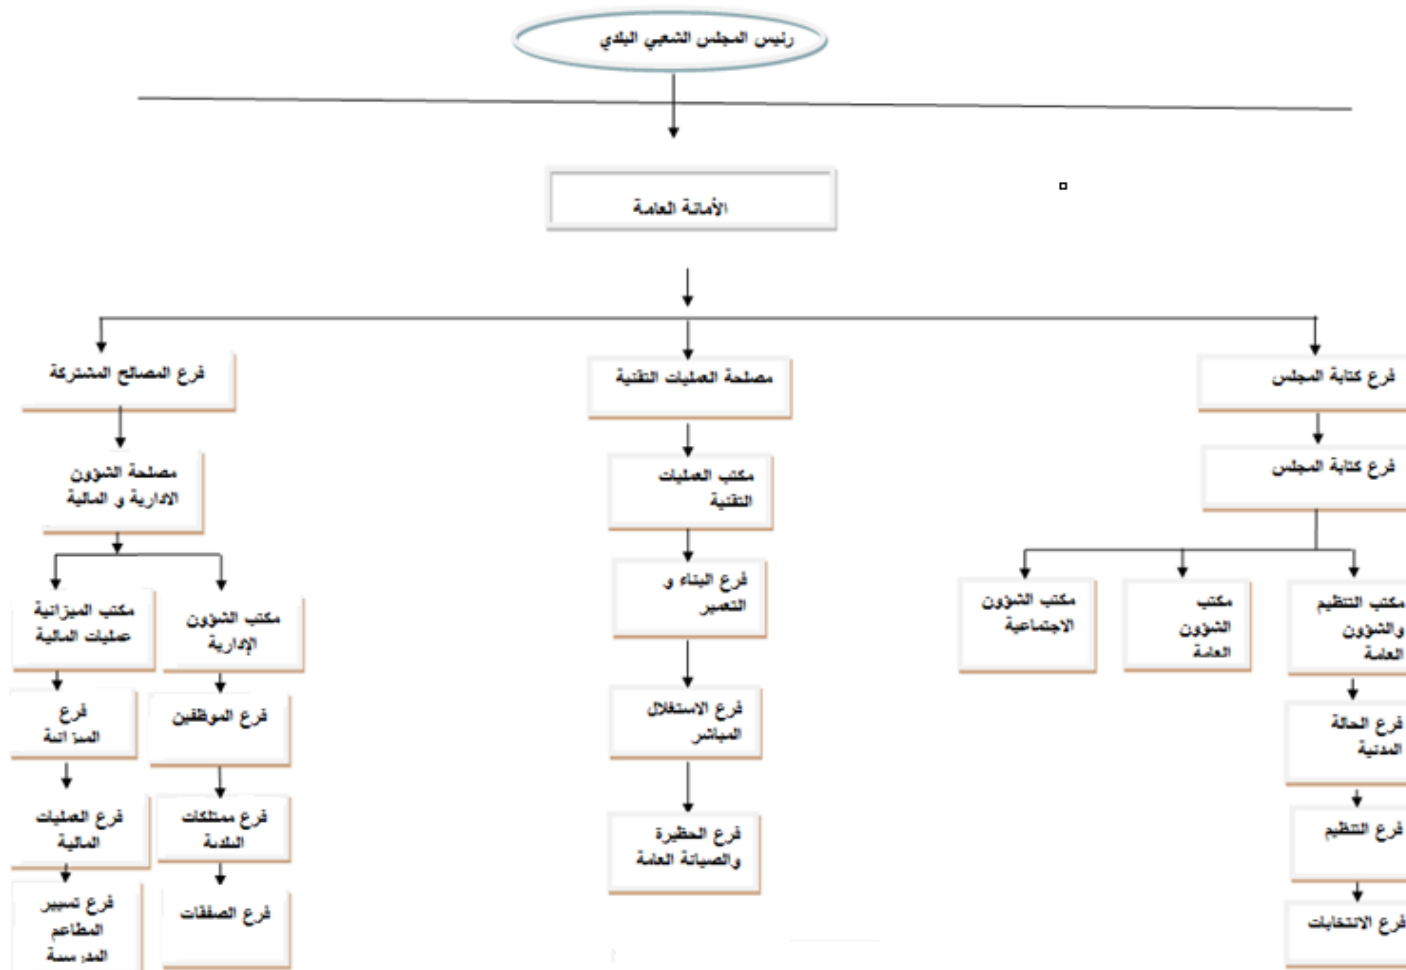 رئيس المجلس الشعبي البلدي
الأمانة العامة
فرع كتابة المجلس
مصلحة العمليات التقنية
فرع المصالح المشتركة
فرع كتابة المجلس
مكتب العمليات
التقنية
مصلحة الشؤون
الادارية و المالية
مكتب التنظيم
والشؤون
العامة
مكتب
الشؤون
العامة
مكتب الشؤون
الاجتماعية
فرع البناء و
التعمير
مكتب الشؤون
الإدارية
مكتب الميزانية
عمليات المالية
فرع الحالة
المدنية
فرع الاستغلال
المباشر
فرع الموظفين
فرع
الميزانية
فرع التنظيم
فرع الحظيرة
والصيانة العامة
فرع ممتلكات
البلدية
فرع العمليات
المالية
فرع الانتخابات
فرع الصفقات
فرع تسيير
المطاعم
المدرسية